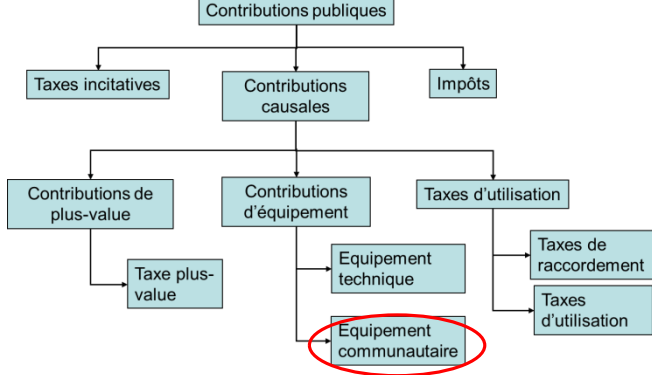 Contributions publiques
Taxes incitatives
Contributions
causales
Impôts
Contributions de
plus-value
Contributions
d'équipement
Taxes d'utilisation
Taxe plus-
value
Equipement
technique
Equipement
communautaire
Taxes de
raccordement
Taxes
d'utilisation